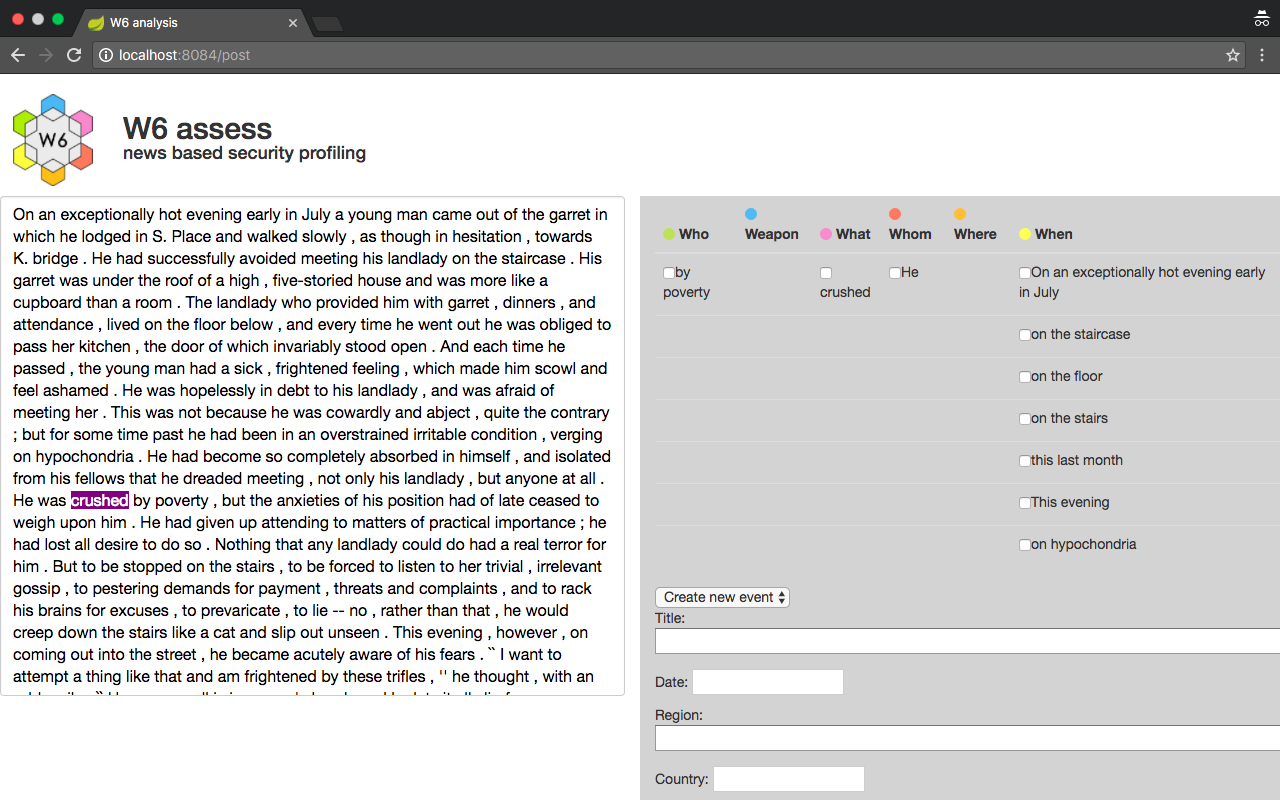 W6 analysis
localhost:8084/post
W6
W6 assess
news based security profiling
On an exceptionally hot evening early in July a young man came out of the garret in
which he lodged in S. Place and walked slowly , as though in hesitation , towards
K. bridge . He had successfully avoided meeting his landlady on the staircase . His
garret was under the roof of a high , five-storied house and was more like a
cupboard than a room . The landlady who provided him with garret , dinners , and
attendance , lived on the floor below , and every time he went out he was obliged to
pass her kitchen , the door of which invariably stood open . And each time he
passed , the young man had a sick , frightened feeling , which made him scowl and
feel ashamed . He was hopelessly in debt to his landlady , and was afraid of
meeting her . This was not because he was cowardly and abject , quite the contrary
; but for some time past he had been in an overstrained irritable condition , verging
on hypochondria . He had become so completely absorbed in himself , and isolated
from his fellows that he dreaded meeting , not only his landlady , but anyone at all .
He was crushed by poverty , but the anxieties of his position had of late ceased to
weigh upon him . He had given up attending to matters of practical importance ; he
had lost all desire to do so . Nothing that any landlady could do had a real terror for
him . But to be stopped on the stairs , to be forced to listen to her trivial , irrelevant
gossip , to pestering demands for payment , threats and complaints , and to rack
his brains for excuses , to prevaricate , to lie -- no , rather than that , he would
creep down the stairs like a cat and slip out unseen . This evening , however , on
coming out into the street , he became acutely aware of his fears . `` I want to
attempt a thing like that and am frightened by these trifles , '' he thought , with an
Who Weapon What Whom Where When
by poverty
crushed
He
On an exceptionally hot evening early
in July
on the staircase
on the floor
on the stairs
this last month
This evening
on hypochondria
Create new event
Title:
Date:
Region:
Country: